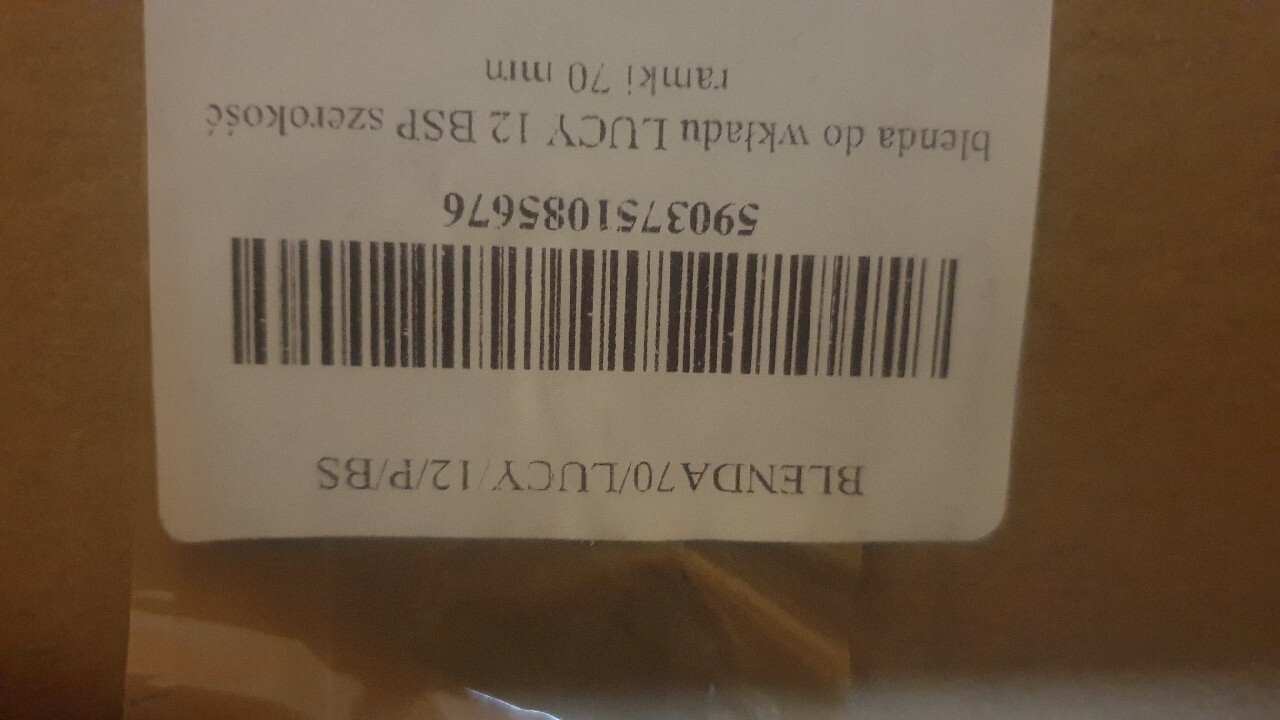 BLENDA70/LUCY/12/P/BS
5903751085676
blenda do wkładu LUCY 12 BSP szerokość
ramki 70 mm